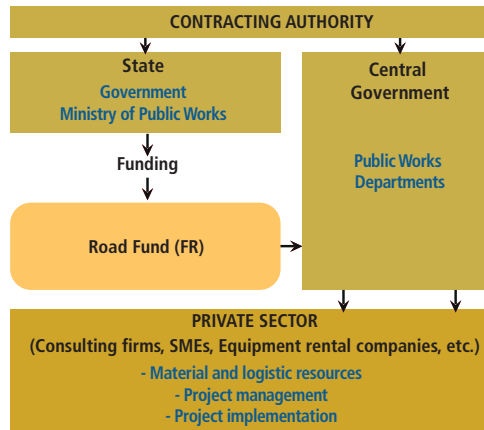 CONTRACTING AUTHORITY
State
Government
Ministry of Public Works
Funding
Road Fund (FR)
Central
Government
Public Works
Departments
PRIVATE SECTOR
(Consulting firms, SMEs, Equipment rental companies, etc.)
- Material and logistic resources
- Project management
- Project implementation